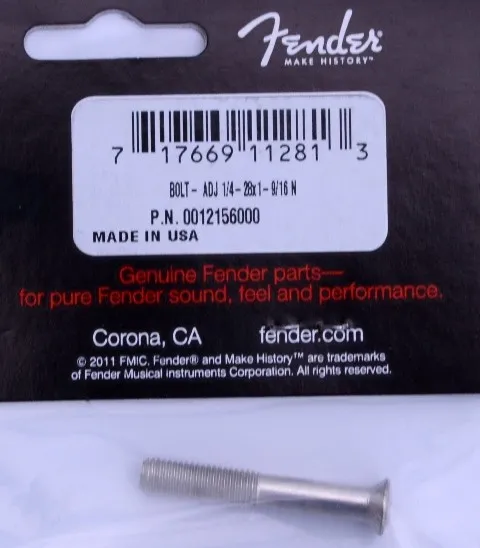 Fender
MAKE HISTORY™
7 17669 11281 3
BOLT - ADJ 1/4-28x1-9/16 N
P.N. 0012156000
MADE IN USA
Genuine Fender parts—
for pure Fender sound, feel and performance.
Corona, CA fender.com
© 2011 FMIC. Fender® and Make History™ are trademarks
of Fender Musical instruments Corporation. All rights reserved.